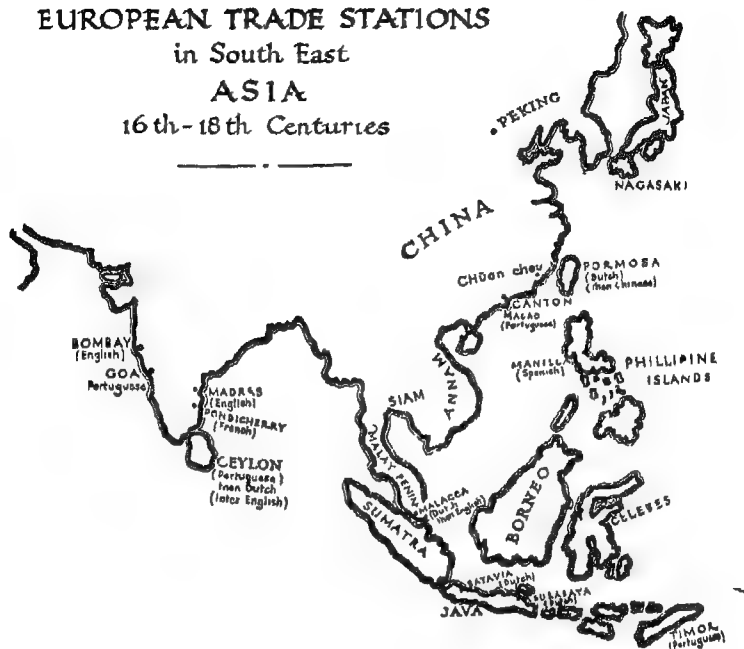 EUROPEAN TRADE STATIONS
in South East
ASIA
16th-18th Centuries
PEKING
JAPAN
NAGASAKI
CHINA
Chüan chou
FORMOSA
(Dutch)
(then Chinese)
CANTON
MACAO
(Portuguese)
BOMBAY
(English)
GOA
Portuguese
MADRAS
(English)
PONDICHERRY
(French)
CEYLON
(Portuguese)
then Dutch
(later English)
SIAM
ANNAM
MANILLA
(Spanish)
PHILLIPINE
ISLANDS
MALAY PENIN
MALACCA
(Dutch
then English)
SUMATRA
BORNEO
CELEBES
BATAVIA
(Dutch)
SURABAYA
(Dutch)
JAVA
TIMOR
(Portuguese)